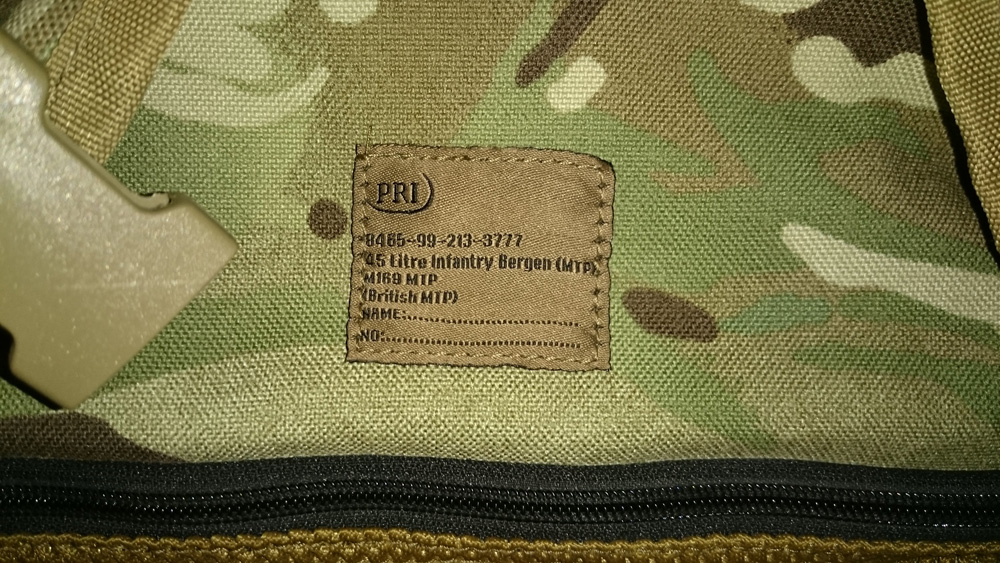 PRI
8465-99-213-3777
45 Litre Infantry Bergen (MTP)
M169 MTP
(British MTP)
NAME:
NO: